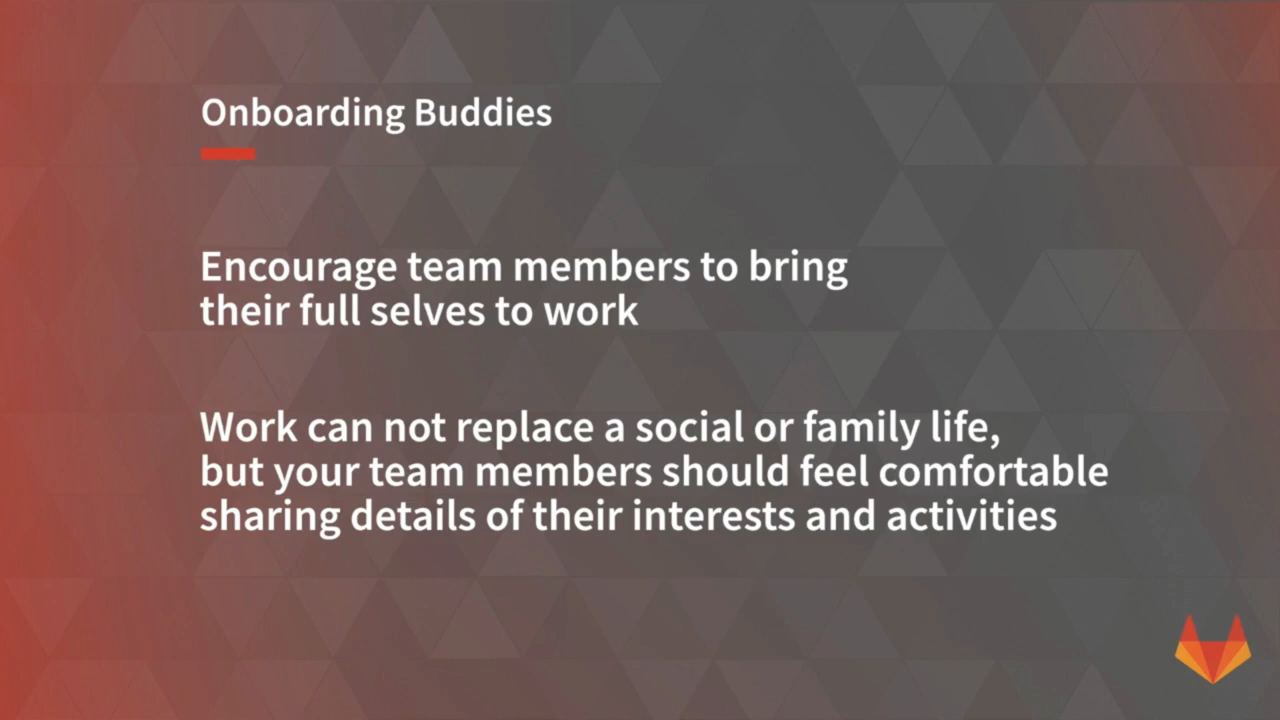 Onboarding Buddies
Encourage team members to bring
their full selves to work
Work can not replace a social or family life,
but your team members should feel comfortable
sharing details of their interests and activities